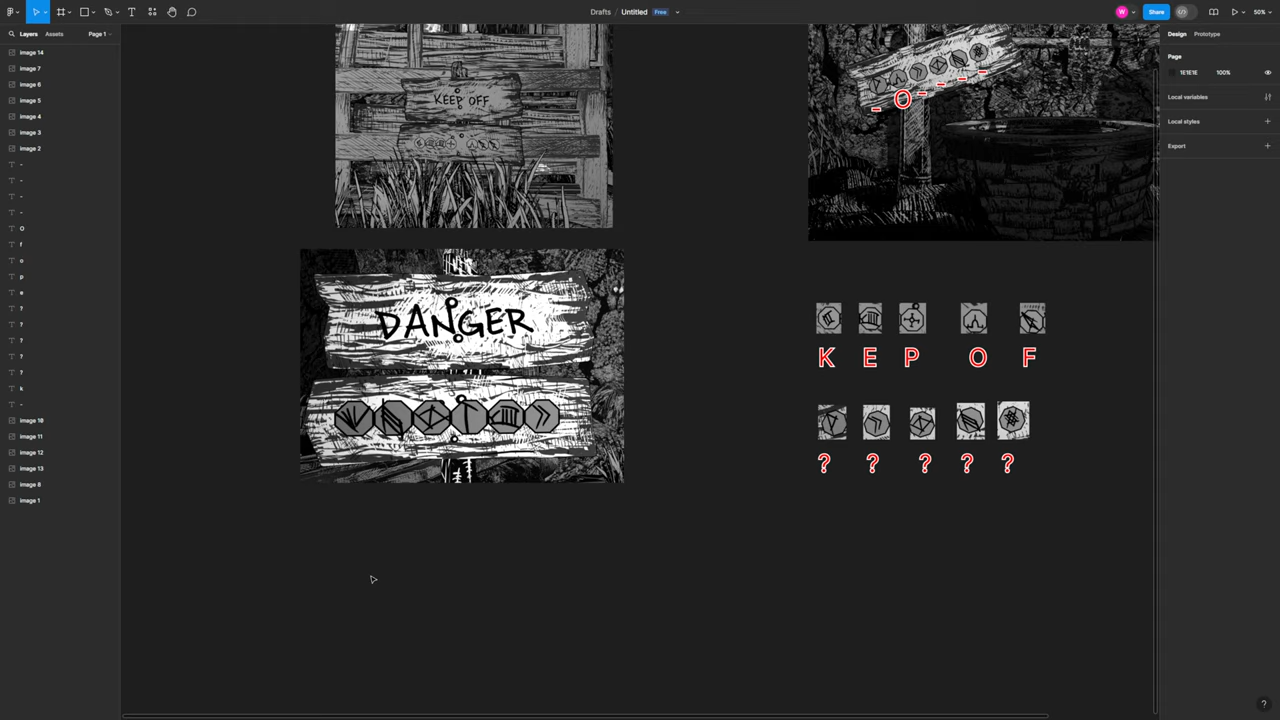 Drafts / Untitled Free
W
Share
50%
Layers Assets Page 1
Design Prototype
image 14
image 7
image 6
image 5
image 4
image 3
image 2
-
-
-
-
O
f
o
p
e
?
?
?
?
?
k
-
image 10
image 11
image 12
image 13
image 8
image 1
Page
1E1E1E 100%
Local variables
Local styles
Export
KEEP OFF
_ O _ _ _ _
DANGER
K E P O F
? ? ? ? ?
?